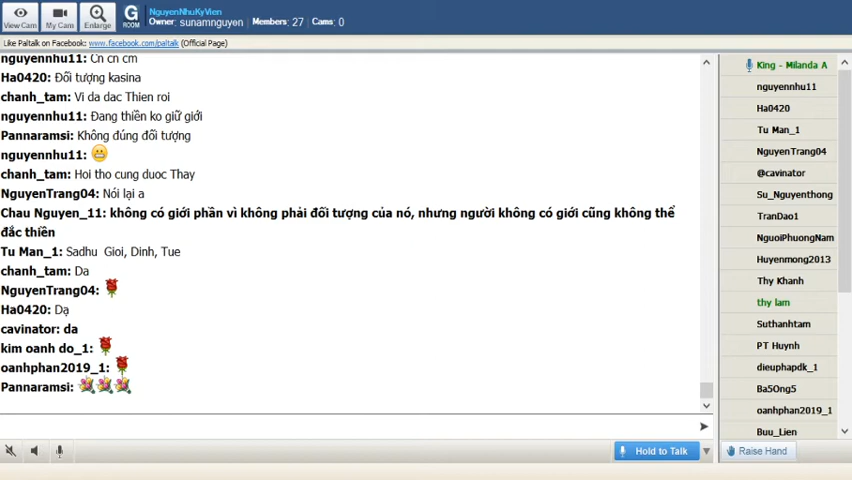 View Cam
My Cam
Enlarge
G
ROOM
NguyenNhuKyVien
Owner: sunamnguyen Members: 27 Cams: 0
Like Paltalk on Facebook: www.facebook.com/paltalk (Official Page)
nguyennhu11: Cn cn cm
Ha0420: Đối tượng kasina
chanh_tam: Vi da dac Thien roi
nguyennhu11: Đang thiền ko giữ giới
Pannaramsi: Không đúng đối tượng
nguyennhu11:
chanh_tam: Hoi tho cung duoc Thay
NguyenTrang04: Nói lại a
Chau Nguyen_11: không có giới phần vì không phải đối tượng của nó, nhưng người không có giới cũng không thể
đắc thiền
Tu Man_1: Sadhu Gioi, Dinh, Tue
chanh_tam: Da
NguyenTrang04:
Ha0420: Dạ
cavinator: da
kim oanh do_1:
oanhphan2019_1:
Pannaramsi:
Hold to Talk
King - Milanda A
nguyennhu11
Ha0420
Tu Man_1
NguyenTrang04
@cavinator
Su_Nguyenthong
TranDao1
NguoiPhuongNam
Huyenmong2013
Thy Khanh
thy lam
Suthanhtam
PT Huynh
dieuphapdk_1
Ba5Ong5
oanhphan2019_1
Buu_Lien
Raise Hand